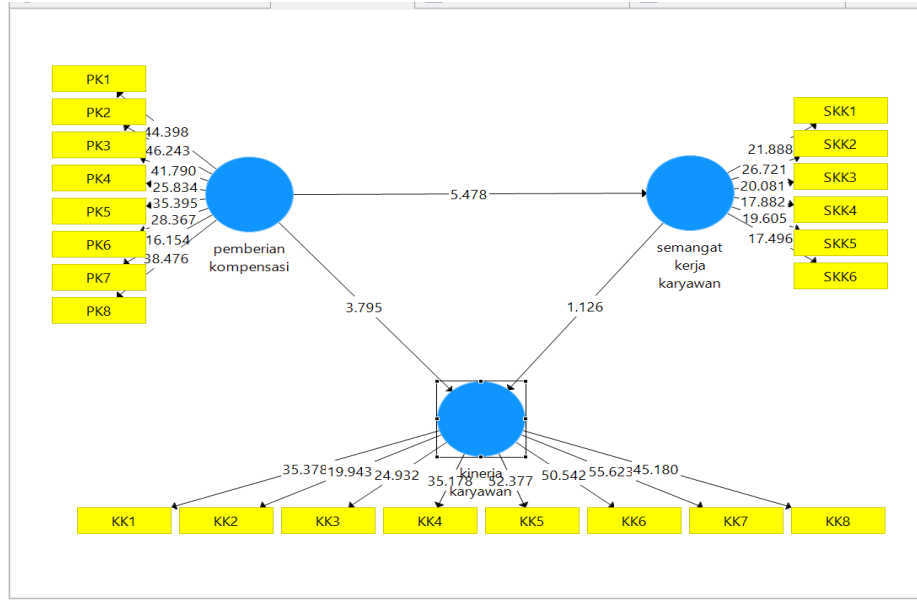 PK1
PK2
PK3
PK4
PK5
PK6
PK7
PK8
44.398
46.243
41.790
25.834
35.395
28.367
16.154
38.476
pemberian
kompensasi
5.478
3.795
1.126
semangat
kerja
karyawan
21.888
26.721
20.081
17.882
19.605
17.496
SKK1
SKK2
SKK3
SKK4
SKK5
SKK6
kinerja
karyawan
35.378
19.943
24.932
35.178
52.377
50.542
55.623
45.180
KK1
KK2
KK3
KK4
KK5
KK6
KK7
KK8